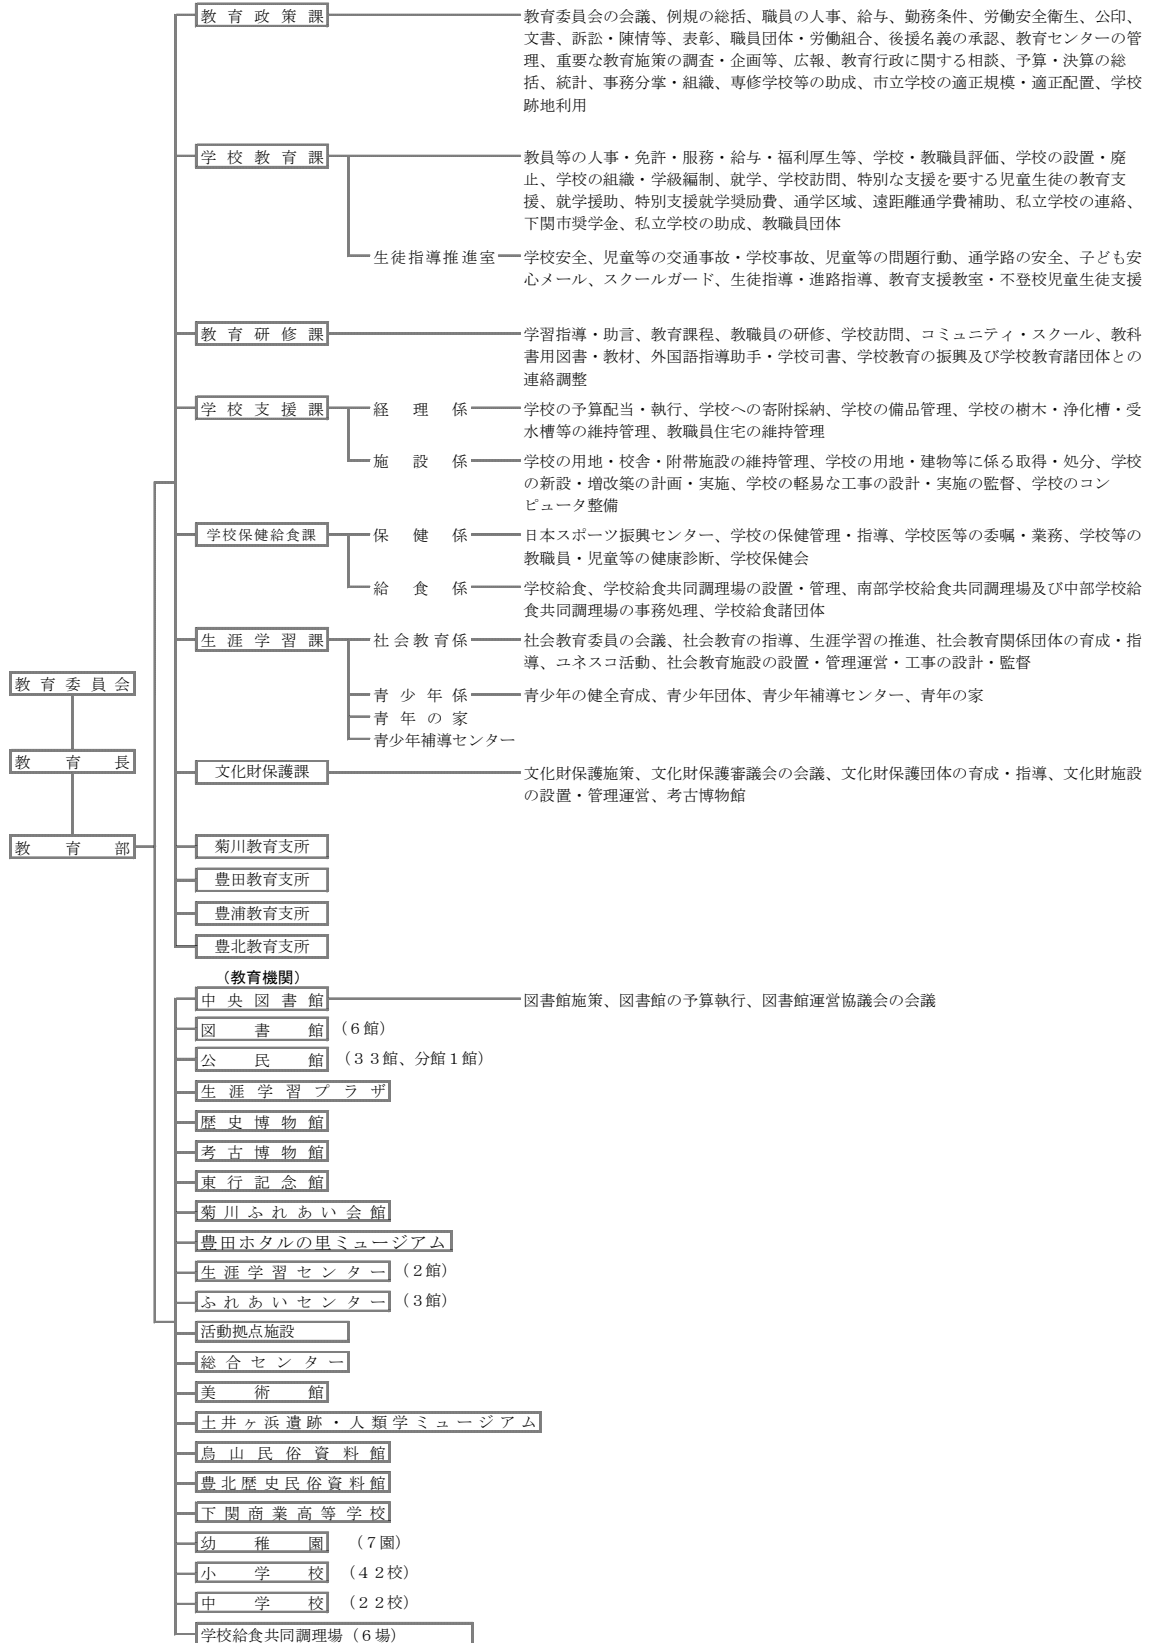 教育政策課
教育委員会の会議、例規の総括、職員の人事、給与、勤務条件、労働安全衛生、公印、
文書、訴訟・陳情等、表彰、職員団体・労働組合、後援名義の承認、教育センターの管
理、重要な教育施策の調査・企画等、広報、教育行政に関する相談、予算・決算の総
括、統計、事務分掌・組織、専修学校等の助成、市立学校の適正規模・適正配置、学校
跡地利用
学校教育課
教員等の人事・免許・服務・給与・福利厚生等、学校・教職員評価、学校の設置・廃
止、学校の組織・学級編制、就学、学校訪問、特別な支援を要する児童生徒の教育支
援、就学援助、特別支援就学奨励費、通学区域、遠距離通学費補助、私立学校の連絡、
下関市奨学金、私立学校の助成、教職員団体
生徒指導推進室
学校安全、児童等の交通事故・学校事故、児童等の問題行動、通学路の安全、子ども安
心メール、スクールガード、生徒指導・進路指導、教育支援教室・不登校児童生徒支援
教育研修課
学習指導・助言、教育課程、教職員の研修、学校訪問、コミュニティ・スクール、教科
書用図書・教材、外国語指導助手・学校司書、学校教育の振興及び学校教育諸団体との
連絡調整
学校支援課
経理係
学校の予算配当・執行、学校への寄附採納、学校の備品管理、学校の樹木・浄化槽・受
水槽等の維持管理、教職員住宅の維持管理
施設係
学校の用地・校舎・附帯施設の維持管理、学校の用地・建物等に係る取得・処分、学校
の新設・増改築の計画・実施、学校の軽易な工事の設計・実施の監督、学校のコン
ピュータ整備
学校保健給食課
保健係
日本スポーツ振興センター、学校の保健管理・指導、学校医等の委嘱・業務、学校等の
教職員・児童等の健康診断、学校保健会
給食係
学校給食、学校給食共同調理場の設置・管理、南部学校給食共同調理場及び中部学校給
食共同調理場の事務処理、学校給食諸団体
生涯学習課
社会教育係
社会教育委員の会議、社会教育の指導、生涯学習の推進、社会教育関係団体の育成・指
導、ユネスコ活動、社会教育施設の設置・管理運営・工事の設計・監督
教育委員会
青少年係
青少年の健全育成、青少年団体、青少年補導センター、青年の家
青年の家
青少年補導センター
教育長
文化財保護課
文化財保護施策、文化財保護審議会の会議、文化財保護団体の育成・指導、文化財施設
の設置・管理運営、考古博物館
教育部
菊川教育支所
豊田教育支所
豊浦教育支所
豊北教育支所
（教育機関）
中央図書館
図書館施策、図書館の予算執行、図書館運営協議会の会議
図書館（６館）
公民館（３３館、分館１館）
生涯学習プラザ
歴史博物館
考古博物館
東行記念館
菊川ふれあい会館
豊田ホタルの里ミュージアム
生涯学習センター（２館）
ふれあいセンター（３館）
活動拠点施設
総合センター
美術館
土井ヶ浜遺跡・人類学ミュージアム
烏山民俗資料館
豊北歴史民俗資料館
下関商業高等学校
幼稚園（７園）
小学校（４２校）
中学校（２２校）
学校給食共同調理場（６場）